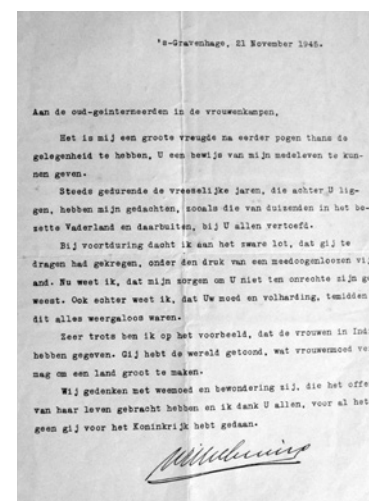 's-Gravenhage, 21 November 1945.
Aan de oud-geinterneerden in de vrouwenkampen,
Het is mij een groote vreugde na eerder pogen thans de
gelegenheid te hebben, U een bewijs van mijn medeleven te kun-
nen geven.
Steeds gedurende de vreeselijke jaren, die achter U lig-
gen, hebben mijn gedachten, zooals die van duizenden in het be-
zette Vaderland en daarbuiten, bij U allen vertoefd.
Bij voortduring dacht ik aan het zware lot, dat gij te
dragen had gekregen, onder den druk van een meedoogenloozen vij
and. Nu weet ik, dat mijn zorgen om U niet ten onrechte zijn ge
weest. Ook echter weet ik, dat Uw moed en volharding, temidden
dit alles weergaloos waren.
Zeer trots ben ik op het voorbeeld, dat de vrouwen in Indi
hebben gegeven. Gij hebt de wereld getoond, wat vrouwenmoed ve
mag om een land groot te maken.
Wij gedenken met weemoed en bewondering zij, die het offe
van haar leven gebracht hebben en ik dank U allen, voor al het
geen gij voor het Koninkrijk hebt gedaan.
Wilhelmina